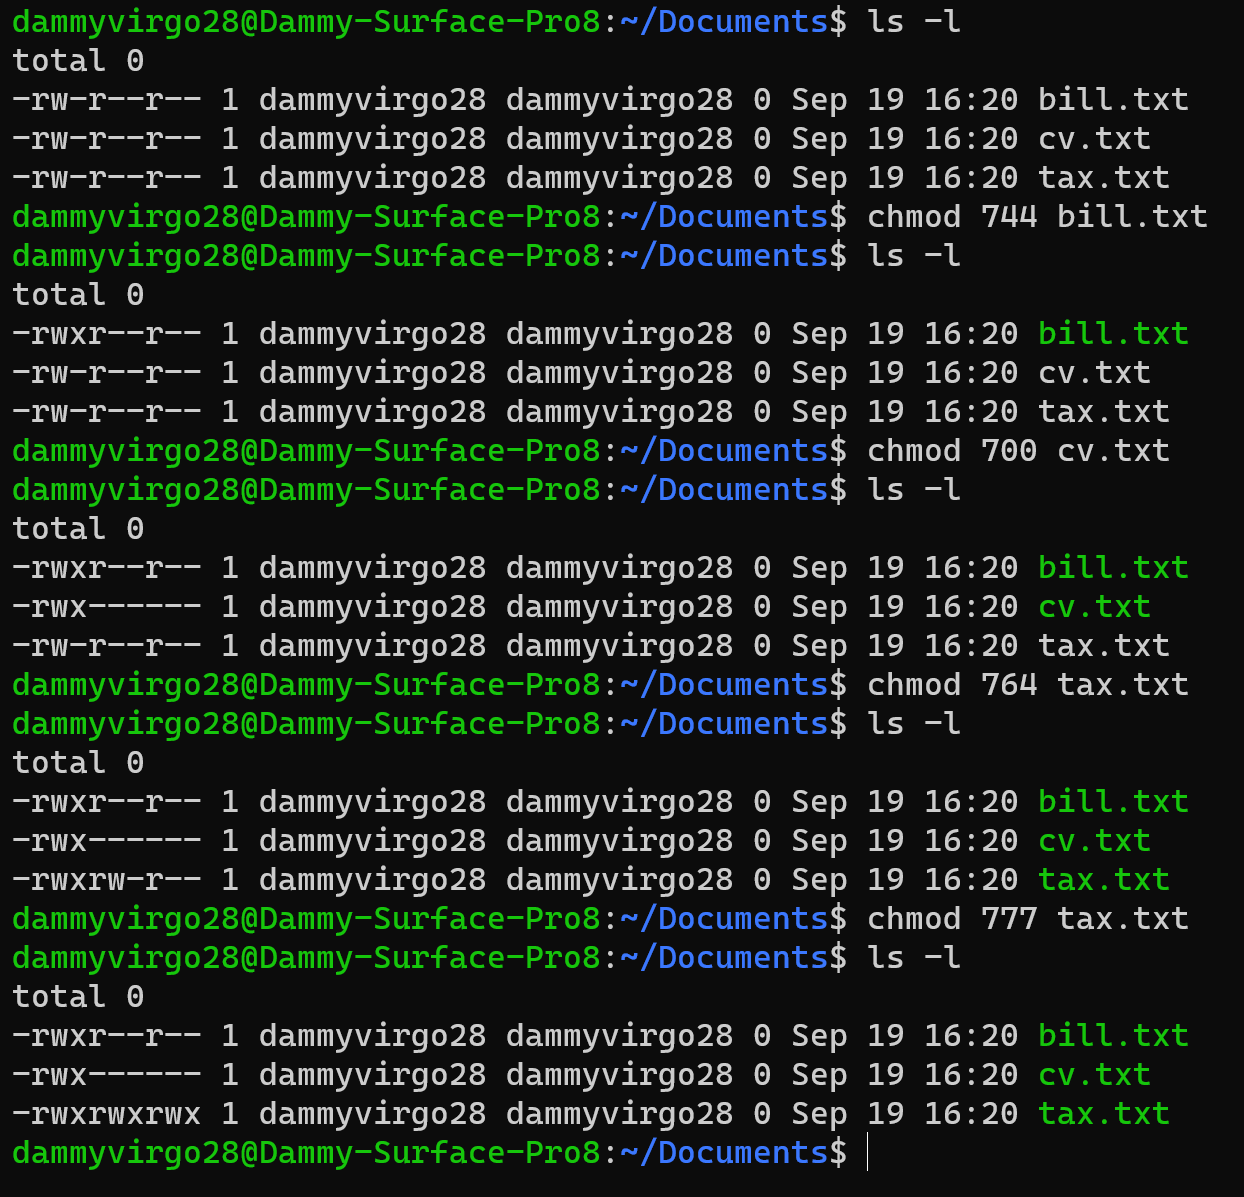 dammyvirgo28@Dammy-Surface-Pro8:~/Documents$ ls -l
total 0
-rw-r--r-- 1 dammyvirgo28 dammyvirgo28 0 Sep 19 16:20 bill.txt
-rw-r--r-- 1 dammyvirgo28 dammyvirgo28 0 Sep 19 16:20 cv.txt
-rw-r--r-- 1 dammyvirgo28 dammyvirgo28 0 Sep 19 16:20 tax.txt
dammyvirgo28@Dammy-Surface-Pro8:~/Documents$ chmod 744 bill.txt
dammyvirgo28@Dammy-Surface-Pro8:~/Documents$ ls -l
total 0
-rwxr--r-- 1 dammyvirgo28 dammyvirgo28 0 Sep 19 16:20 bill.txt
-rw-r--r-- 1 dammyvirgo28 dammyvirgo28 0 Sep 19 16:20 cv.txt
-rw-r--r-- 1 dammyvirgo28 dammyvirgo28 0 Sep 19 16:20 tax.txt
dammyvirgo28@Dammy-Surface-Pro8:~/Documents$ chmod 700 cv.txt
dammyvirgo28@Dammy-Surface-Pro8:~/Documents$ ls -l
total 0
-rwxr--r-- 1 dammyvirgo28 dammyvirgo28 0 Sep 19 16:20 bill.txt
-rwx------ 1 dammyvirgo28 dammyvirgo28 0 Sep 19 16:20 cv.txt
-rw-r--r-- 1 dammyvirgo28 dammyvirgo28 0 Sep 19 16:20 tax.txt
dammyvirgo28@Dammy-Surface-Pro8:~/Documents$ chmod 764 tax.txt
dammyvirgo28@Dammy-Surface-Pro8:~/Documents$ ls -l
total 0
-rwxr--r-- 1 dammyvirgo28 dammyvirgo28 0 Sep 19 16:20 bill.txt
-rwx------ 1 dammyvirgo28 dammyvirgo28 0 Sep 19 16:20 cv.txt
-rwxrw-r-- 1 dammyvirgo28 dammyvirgo28 0 Sep 19 16:20 tax.txt
dammyvirgo28@Dammy-Surface-Pro8:~/Documents$ chmod 777 tax.txt
dammyvirgo28@Dammy-Surface-Pro8:~/Documents$ ls -l
total 0
-rwxr--r-- 1 dammyvirgo28 dammyvirgo28 0 Sep 19 16:20 bill.txt
-rwx------ 1 dammyvirgo28 dammyvirgo28 0 Sep 19 16:20 cv.txt
-rwxrwxrwx 1 dammyvirgo28 dammyvirgo28 0 Sep 19 16:20 tax.txt
dammyvirgo28@Dammy-Surface-Pro8:~/Documents$